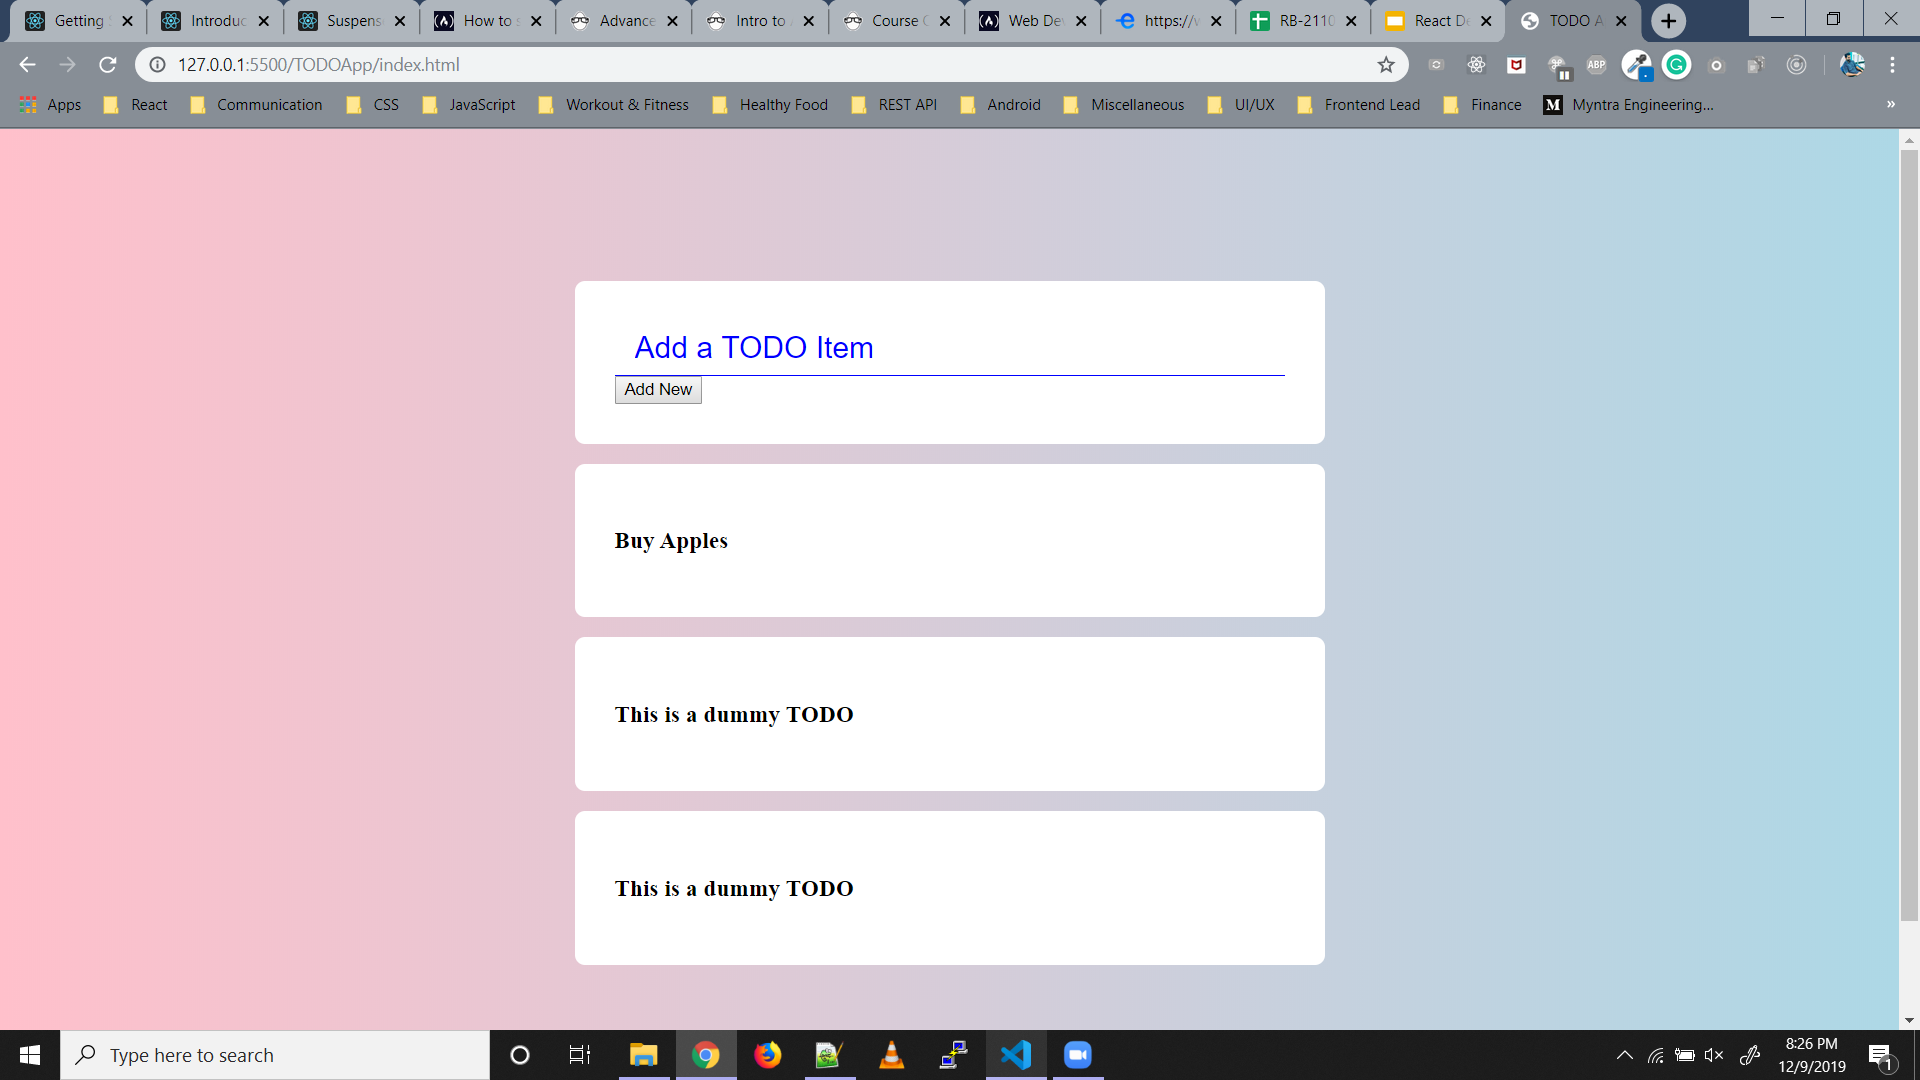 Getting
Introduc
Suspens
How to s
Advance
Intro to
Course
Web Dev
https://
RB-2110
React De
TODO A
127.0.0.1:5500/TODOApp/index.html
ABP
Apps
React
Communication
CSS
JavaScript
Workout & Fitness
Healthy Food
REST API
Android
Miscellaneous
UI/UX
Frontend Lead
Finance
M
Myntra Engineering...
»
Add a TODO Item
Add New
Buy Apples
This is a dummy TODO
This is a dummy TODO
Type here to search
8:26 PM
12/9/2019
1